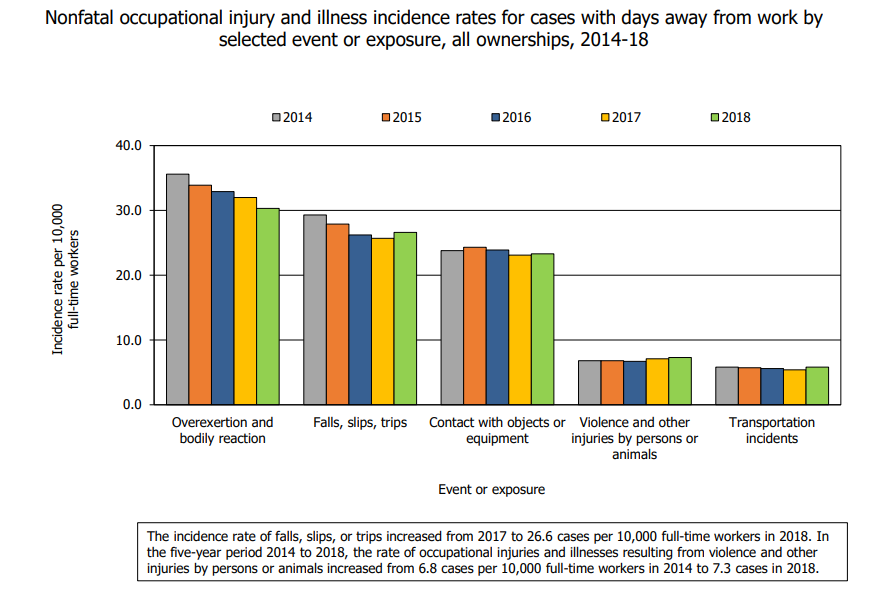 Nonfatal occupational injury and illness incidence rates for cases with days away from work by
selected event or exposure, all ownerships, 2014-18
2014
2015
2016
2017
2018
40.0
30.0
20.0
10.0
0.0
Incidence rate per 10,000
full-time workers
Overexertion and
bodily reaction
Falls, slips, trips
Contact with objects or
equipment
Violence and other
injuries by persons or
animals
Transportation
incidents
Event or exposure
The incidence rate of falls, slips, or trips increased from 2017 to 26.6 cases per 10,000 full-time workers in 2018. In
the five-year period 2014 to 2018, the rate of occupational injuries and illnesses resulting from violence and other
injuries by persons or animals increased from 6.8 cases per 10,000 full-time workers in 2014 to 7.3 cases in 2018.